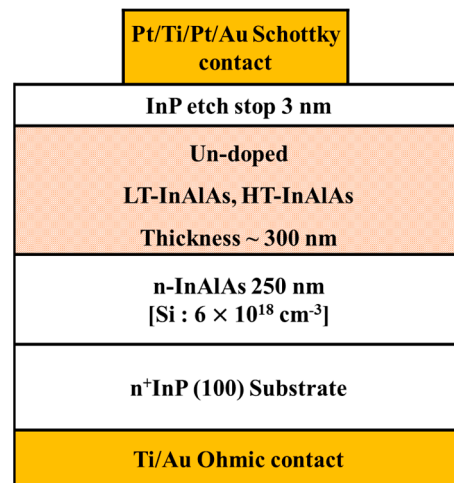 Pt/Ti/Pt/Au Schottky
contact
InP etch stop 3 nm
Un-doped
LT-InAlAs, HT-InAlAs
Thickness ~ 300 nm
n-InAlAs 250 nm
[Si : 6 × 10¹⁸ cm⁻³]
n⁺InP (100) Substrate
Ti/Au Ohmic contact